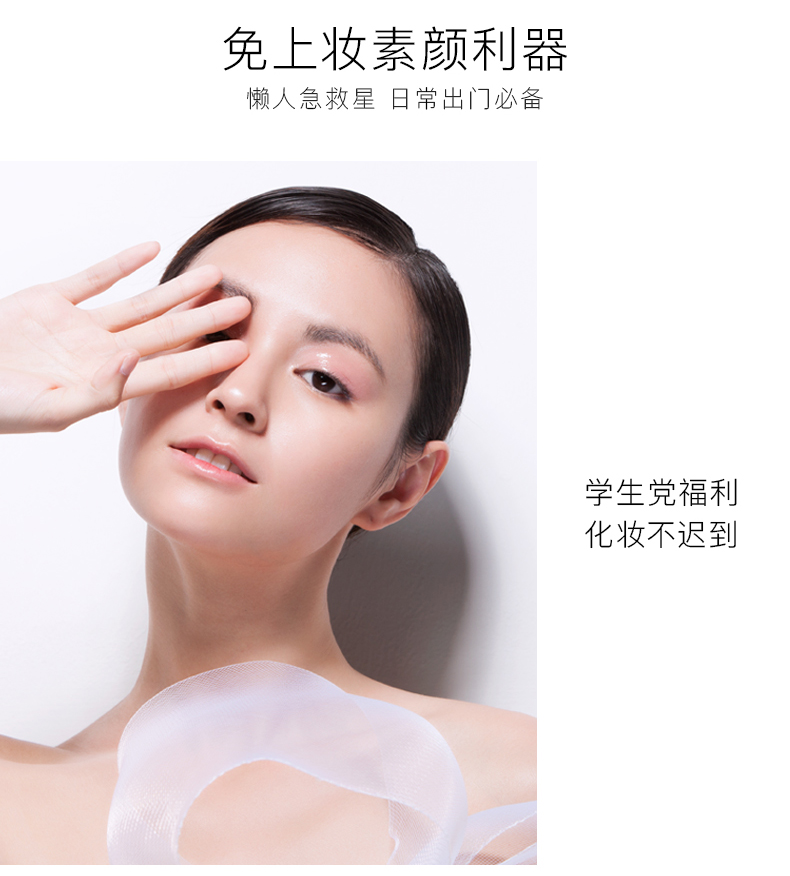 免上妆素颜利器
懒人急救星 日常出门必备
学生党福利
化妆不迟到